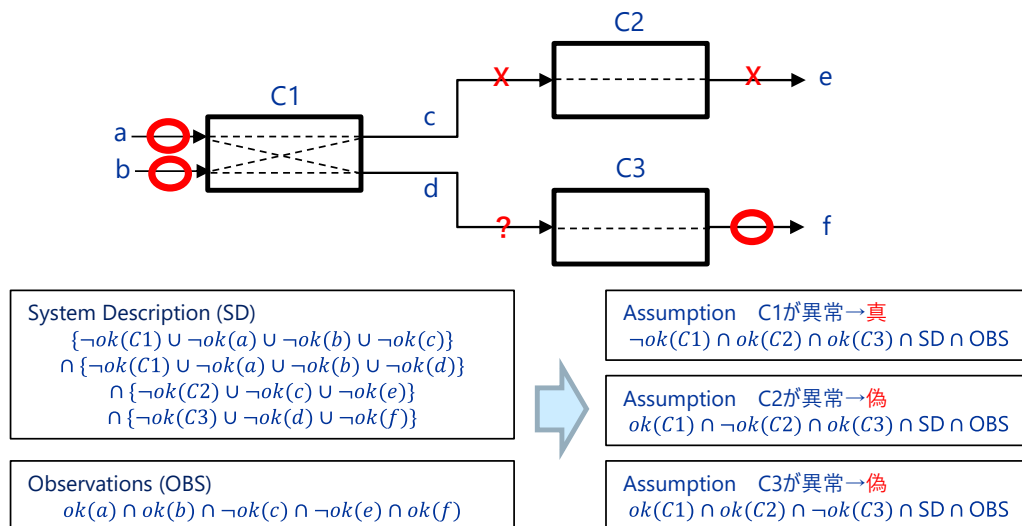 C2
X
X
e
C1
c
a
b
d
C3
?
f
System Description (SD)
{¬ok(C1) ∪ ¬ok(a) ∪ ¬ok(b) ∪ ¬ok(c)}
∩ {¬ok(C1) ∪ ¬ok(a) ∪ ¬ok(b) ∪ ¬ok(d)}
∩ {¬ok(C2) ∪ ¬ok(c) ∪ ¬ok(e)}
∩ {¬ok(C3) ∪ ¬ok(d) ∪ ¬ok(f)}
Observations (OBS)
ok(a) ∩ ok(b) ∩ ¬ok(c) ∩ ¬ok(e) ∩ ok(f)
Assumption C1が異常→真
¬ok(C1) ∩ ok(C2) ∩ ok(C3) ∩ SD ∩ OBS
Assumption C2が異常→偽
ok(C1) ∩ ¬ok(C2) ∩ ok(C3) ∩ SD ∩ OBS
Assumption C3が異常→偽
ok(C1) ∩ ok(C2) ∩ ¬ok(C3) ∩ SD ∩ OBS